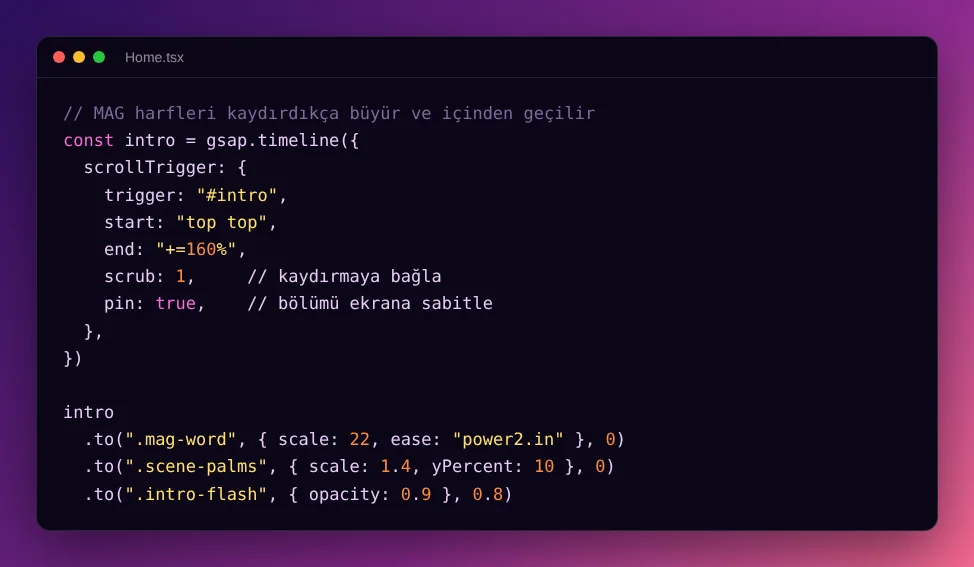 Home.tsx
// MAG harfleri kaydırdıkça büyür ve içinden geçilir
const intro = gsap.timeline({
  scrollTrigger: {
    trigger: "#intro",
    start: "top top",
    end: "+=160%",
    scrub: 1,     // kaydırmaya bağla
    pin: true,    // bölümü ekrana sabitle
  },
})
intro
  .to(".mag-word", { scale: 22, ease: "power2.in" }, 0)
  .to(".scene-palms", { scale: 1.4, yPercent: 10 }, 0)
  .to(".intro-flash", { opacity: 0.9 }, 0.8)